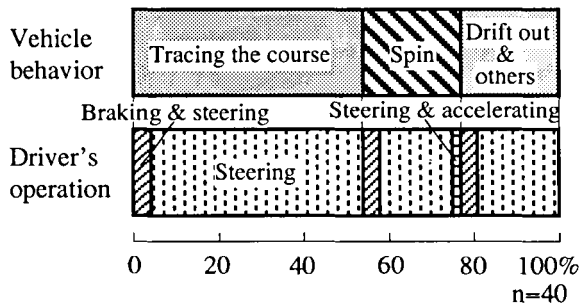 Vehicle
behavior
Tracing the course
Spin
Drift out
&
others
Braking & steering
Steering & accelerating
Driver's
operation
Steering
0 20 40 60 80 100%
n=40